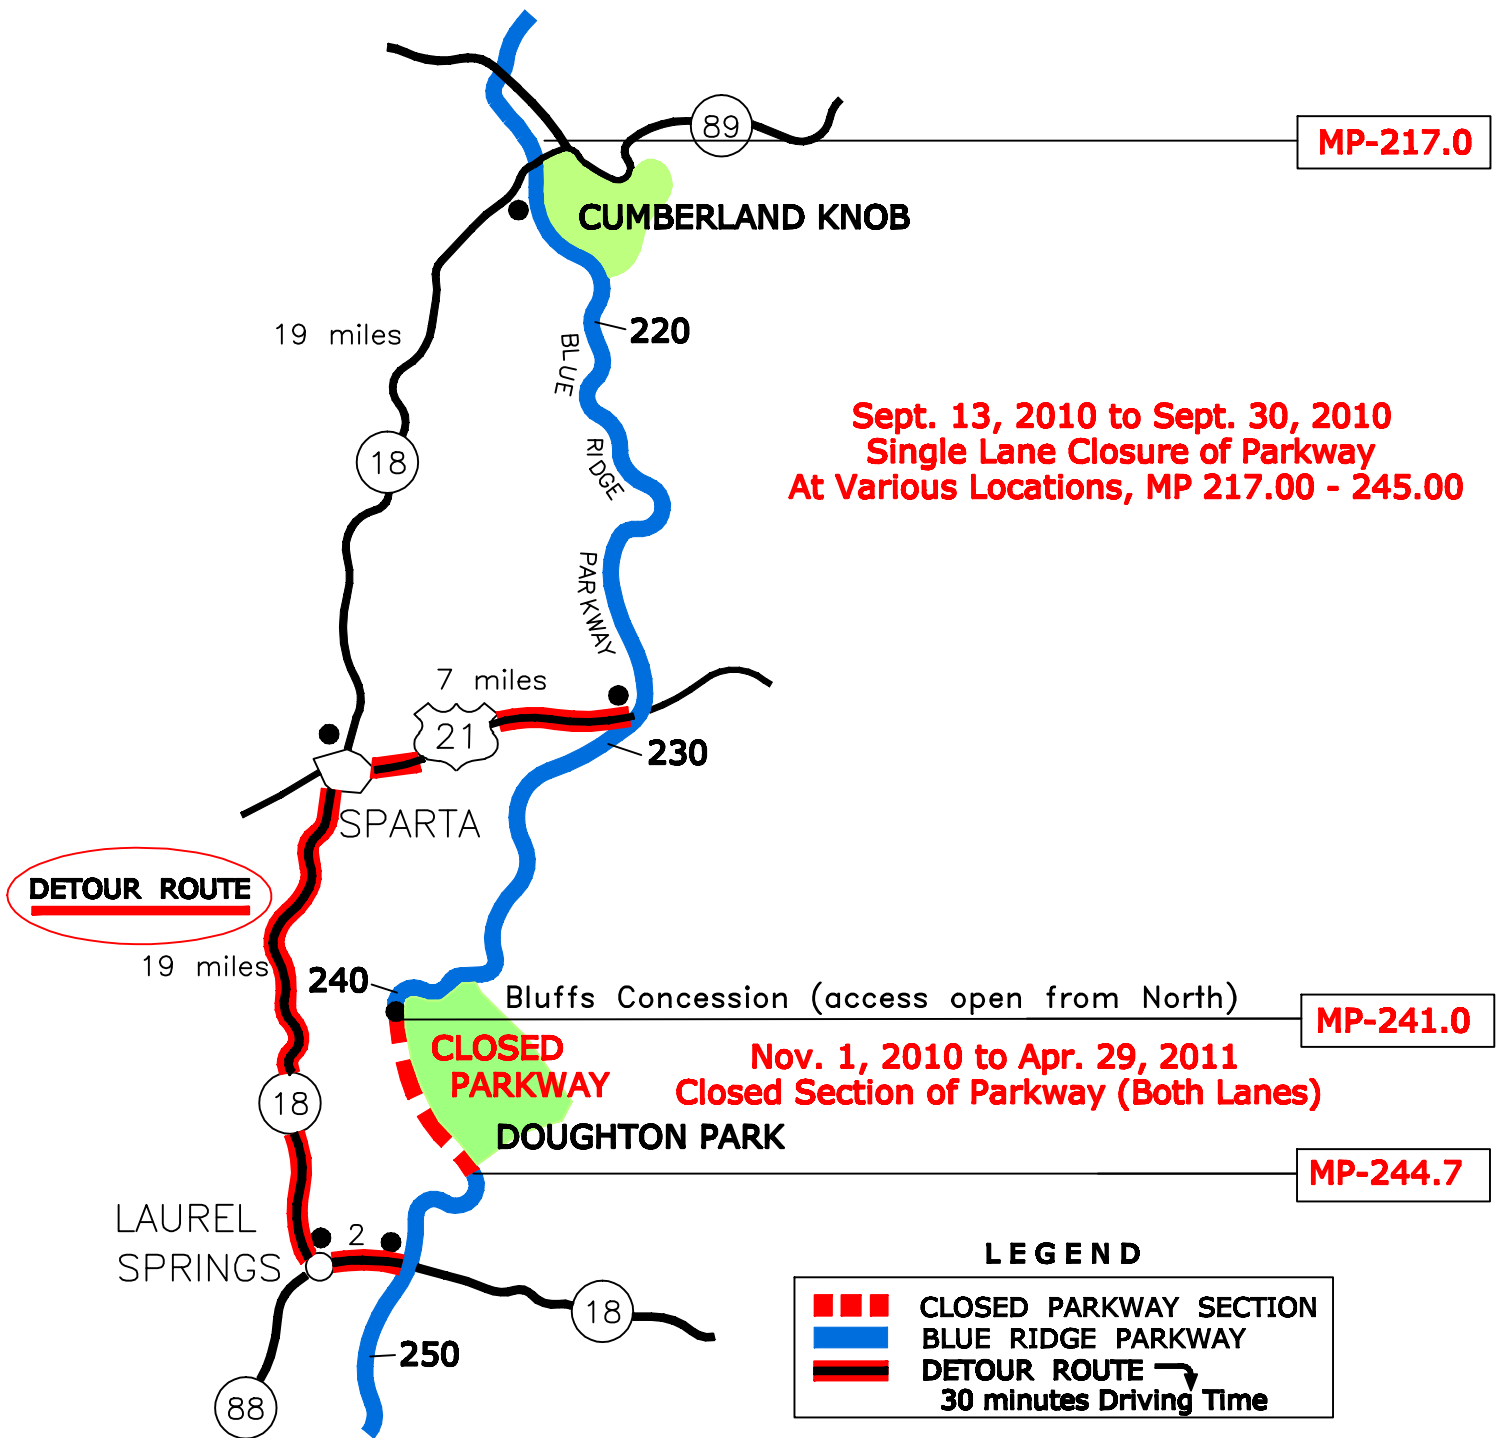 89
MP-217.0
CUMBERLAND KNOB
19 miles
220
BLUE
RIDGE
PARKWAY
Sept. 13, 2010 to Sept. 30, 2010
Single Lane Closure of Parkway
At Various Locations, MP 217.00 - 245.00
18
7 miles
21
230
SPARTA
DETOUR ROUTE
19 miles
240
Bluffs Concession (access open from North)
MP-241.0
CLOSED
PARKWAY
Nov. 1, 2010 to Apr. 29, 2011
Closed Section of Parkway (Both Lanes)
18
DOUGHTON PARK
MP-244.7
LAUREL
SPRINGS
2
18
250
88
LEGEND
CLOSED PARKWAY SECTION
BLUE RIDGE PARKWAY
DETOUR ROUTE
30 minutes Driving Time